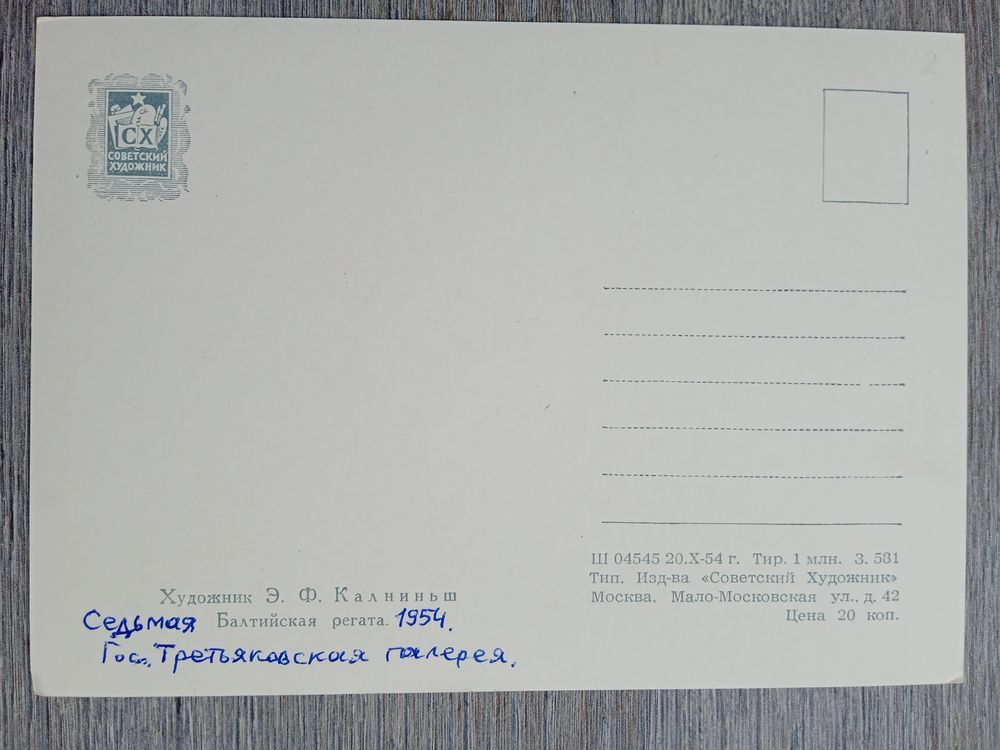 2
СХ
СОВЕТСКИЙ
ХУДОЖНИК
Художник Э. Ф. Калниньш
Седьмая Балтийская регата. 1954.
Гос. Третьяковская галерея.
Ш 04545 20.X-54 г. Тир. 1 млн. З. 581
Тип. Изд-ва «Советский Художник»
Москва. Мало-Московская ул., д. 42
Цена 20 коп.